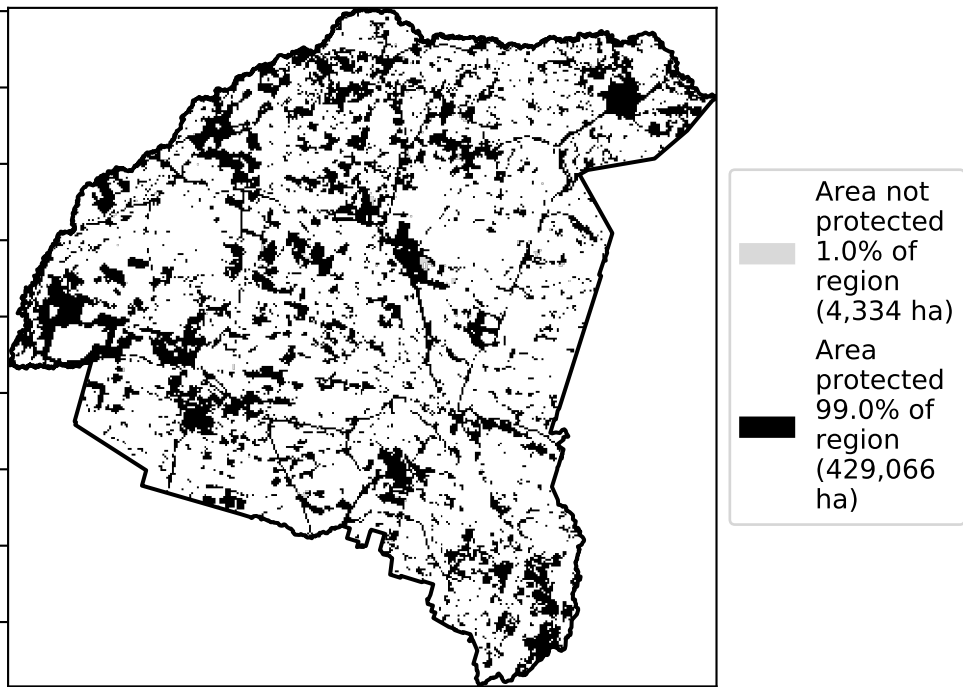 Area not
protected
1.0% of
region
(4,334 ha)
Area
protected
99.0% of
region
(429,066
ha)